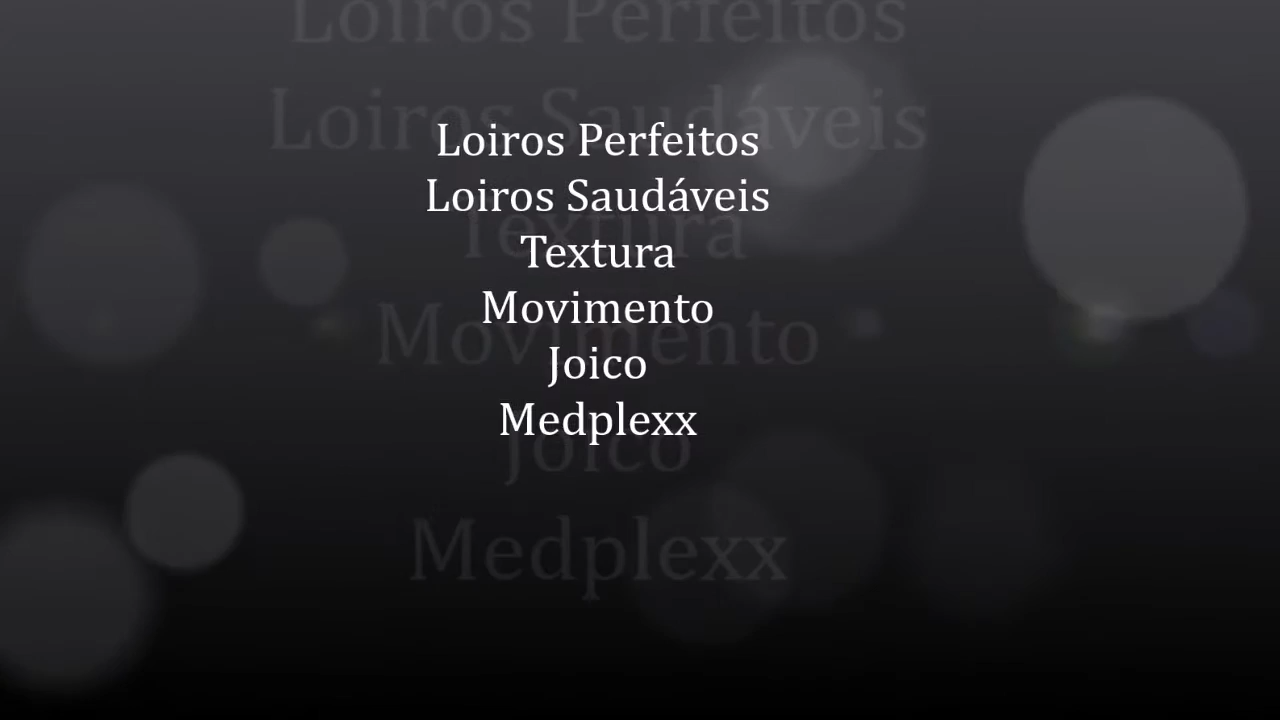 Loiros Perfeitos
Loiros Saudáveis
Textura
Movimento
Joico
Medplexx